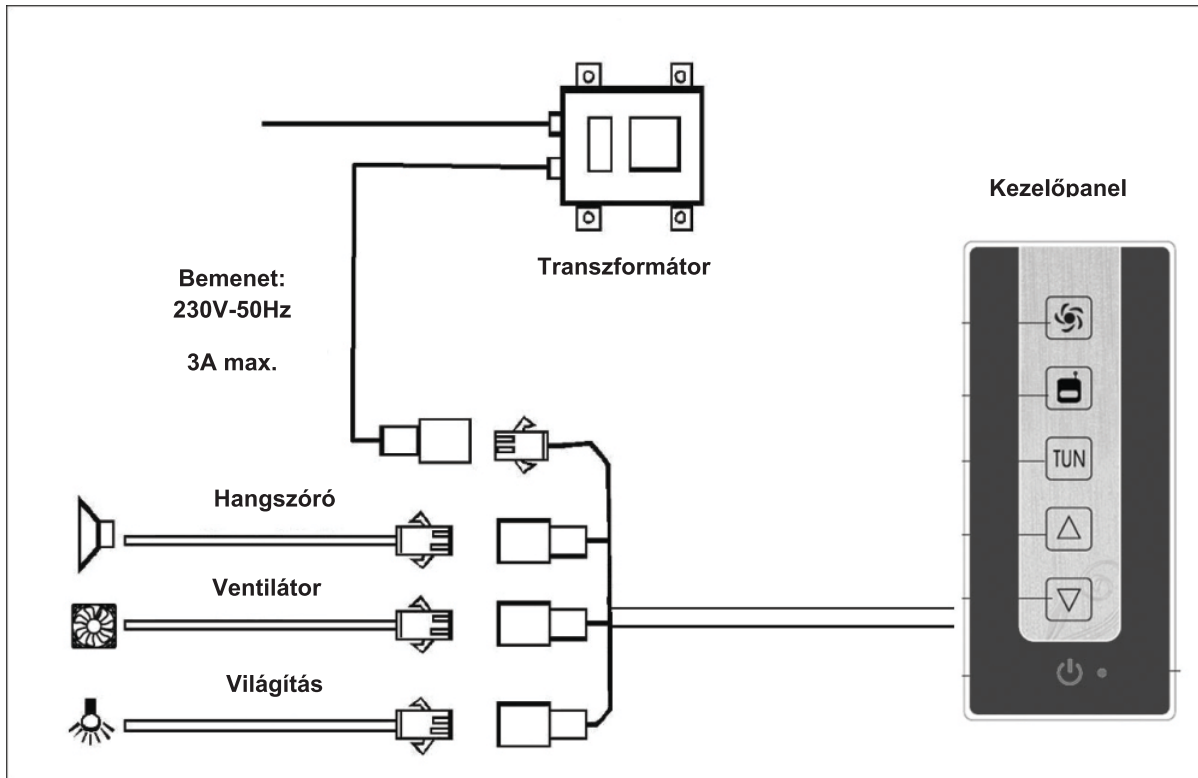 Kezelőpanel
Transzformátor
Bemenet:
230V-50Hz
3A max.
TUN
Hangszóró
Ventilátor
Világítás